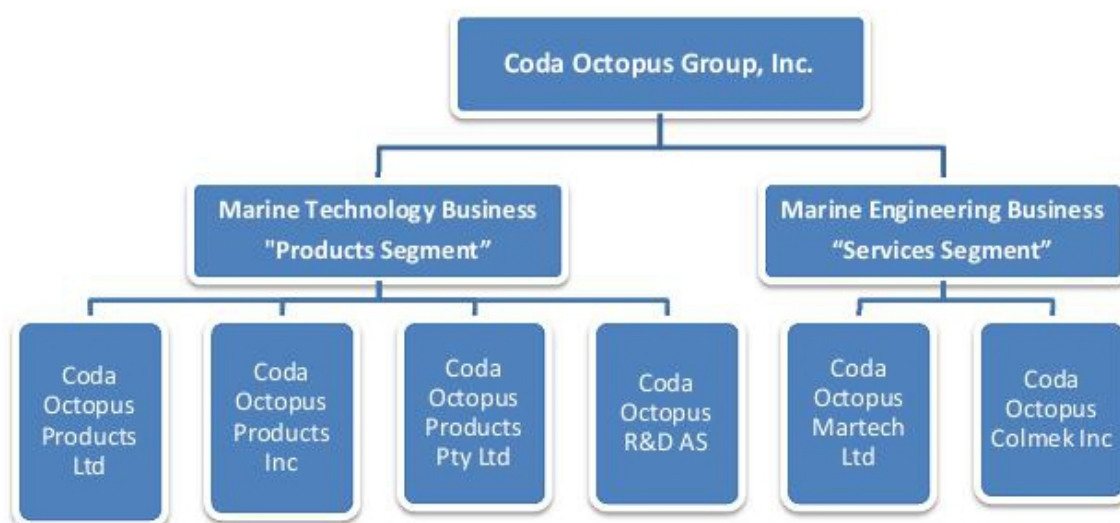 Coda Octopus Group, Inc.
Marine Technology Business
"Products Segment”
Marine Engineering Business
“Services Segment”
Coda
Octopus
Products
Ltd
Coda
Octopus
Products
Inc
Coda
Octopus
Products
Pty Ltd
Coda
Octopus
R&D AS
Coda
Octopus
Martech
Ltd
Coda
Octopus
Colmek Inc